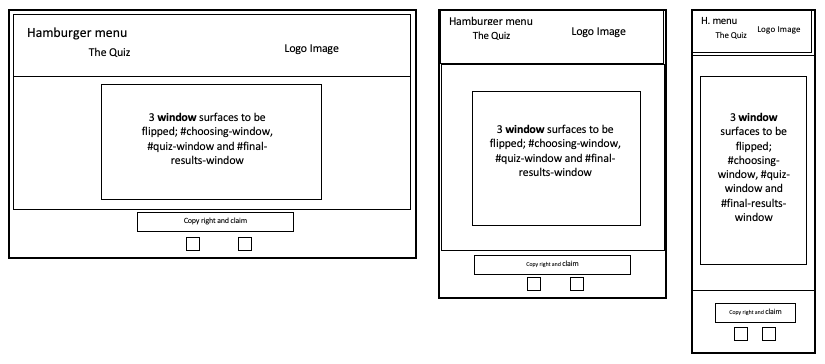 Hamburger menu
The Quiz
Logo Image
3 window surfaces to be
flipped; #choosing-window,
#quiz-window and #final-
results-window
Copy right and claim
Hamburger menu
The Quiz
Logo Image
3 window surfaces to be
flipped; #choosing-window,
#quiz-window and #final-
results-window
Copy right and claim
H. menu
The Quiz
Logo Image
3 window
surfaces to be
flipped;
#choosing-
window, #quiz-
window and
#final-results-
window
Copy right and claim